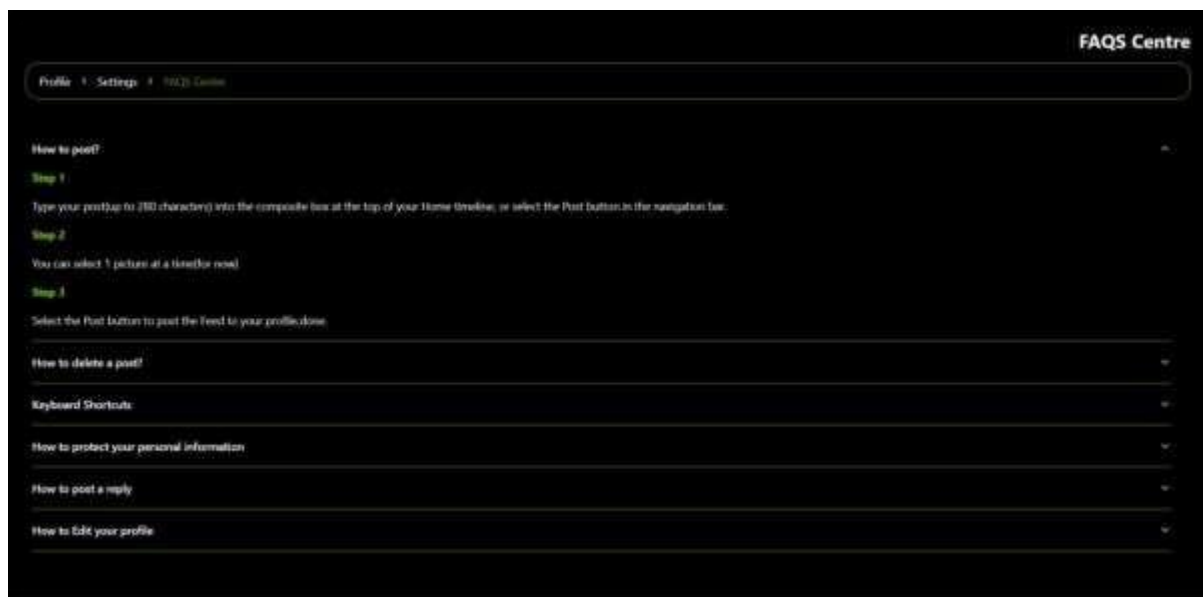 FAQS Centre
Profile Settings FAQS Centre
How to post?
Step 1
Type your post(up to 280 characters) into the composite box at the top of your Home timeline, or select the Post button in the navigation bar.
Step 2
You can select 1 picture at a time(for now)
Step 3
Select the Post button to post the Feed to your profile.done
How to delete a post?
Keyboard Shortcuts
How to protect your personal information
How to post a reply
How to Edit your profile